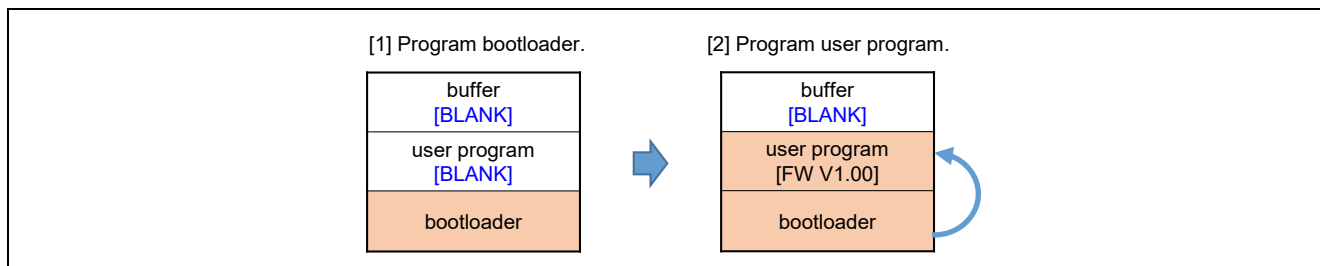 [1] Program bootloader.
buffer
[BLANK]
user program
[BLANK]
bootloader
[2] Program user program.
buffer
[BLANK]
user program
[FW V1.00]
bootloader